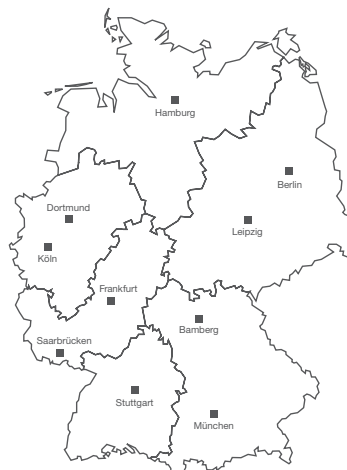 Hamburg
Berlin
Dortmund
Leipzig
Köln
Frankfurt
Bamberg
Saarbrücken
Stuttgart
München